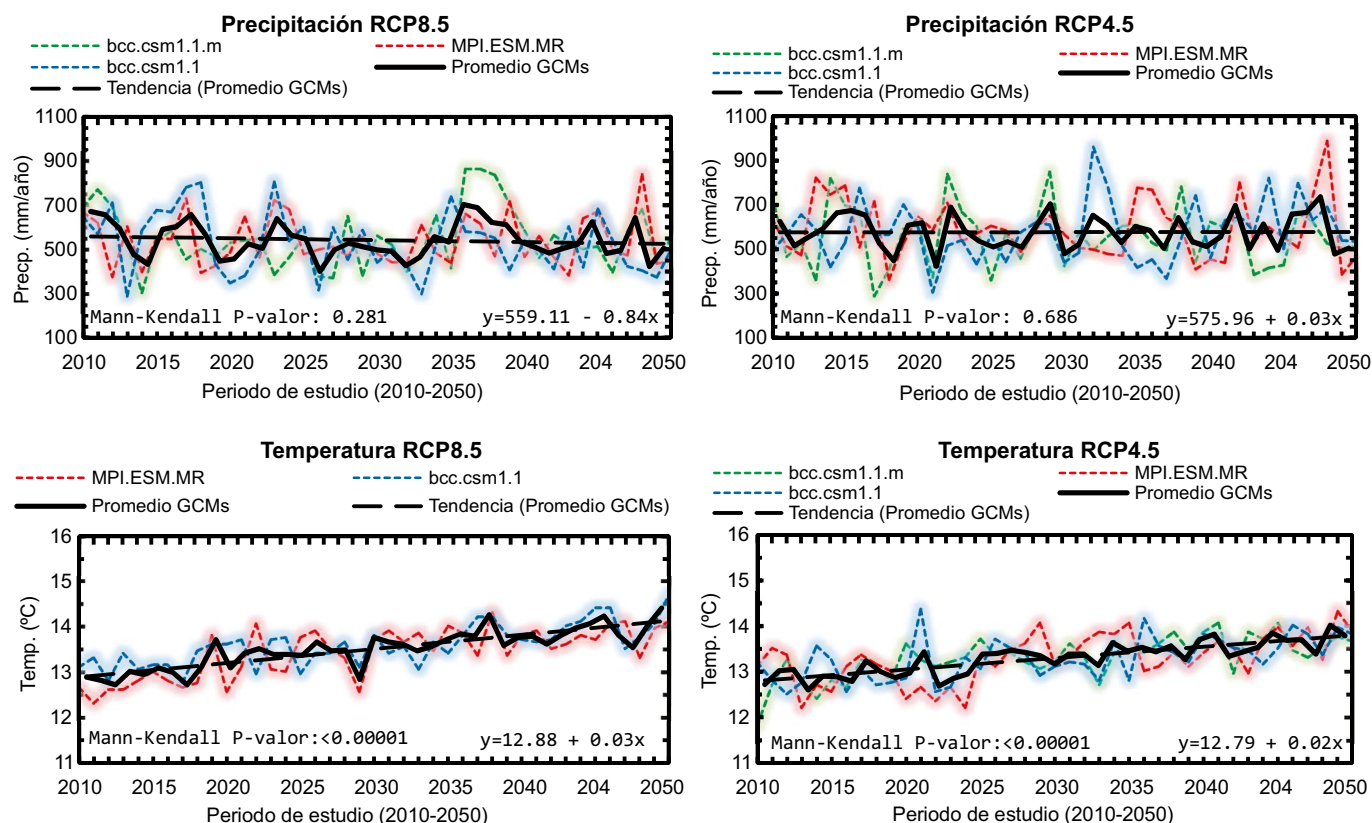 Precipitación RCP8.5
bcc.csm1.1.m
MPI.ESM.MR
bcc.csm1.1
Promedio GCMs
Tendencia (Promedio GCMs)
1100
900
700
500
300
100
Precp. (mm/año)
Mann-Kendall P-valor: 0.281
y=559.11 - 0.84x
2010 2015 2020 2025 2030 2036 2040 204 2050
Periodo de estudio (2010-2050)
Precipitación RCP4.5
bcc.csm1.1.m
MPI.ESM.MR
bcc.csm1.1
Promedio GCMs
Tendencia (Promedio GCMs)
1100
900
700
500
300
100
Precp. (mm/año)
Mann-Kendall P-valor: 0.686
y=575.96 + 0.03x
2010 2015 2020 2026 2030 2036 2040 204 2050
Periodo de estudio (2010-2050)
Temperatura RCP8.5
MPI.ESM.MR
bcc.csm1.1
Promedio GCMs
Tendencia (Promedio GCMs)
16
15
14
13
12
11
Temp. (ºC)
Mann-Kendall P-valor:<0.00001
y=12.88 + 0.03x
2010 2015 2020 2025 2030 2035 2040 204 2050
Periodo de estudio (2010-2050)
Temperatura RCP4.5
bcc.csm1.1.m
MPI.ESM.MR
bcc.csm1.1
Promedio GCMs
Tendencia (Promedio GCMs)
16
15
14
13
12
11
Temp. (ºC)
Mann-Kendall P-valor:<0.00001
y=12.79 + 0.02x
2010 2015 2020 2025 2030 2035 2040 204 2050
Periodo de estudio (2010-2050)